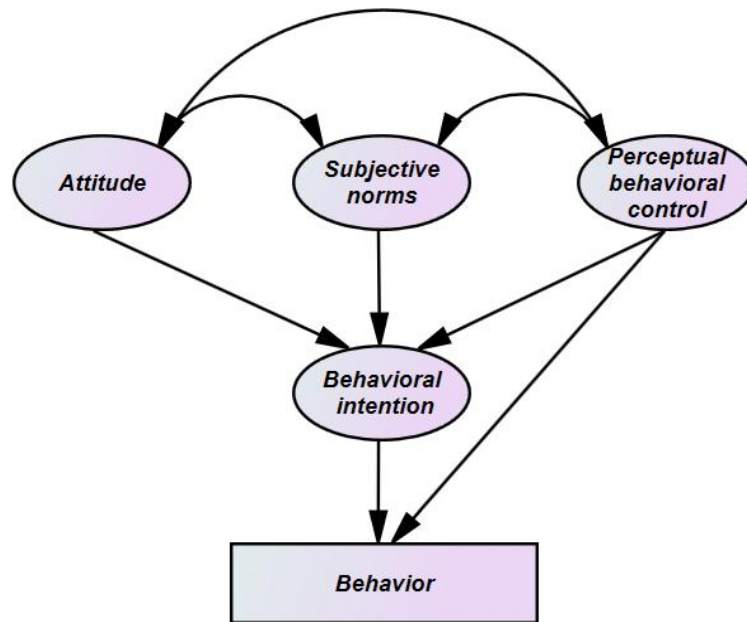 Attitude
Subjective
norms
Perceptual
behavioral
control
Behavioral
intention
Behavior